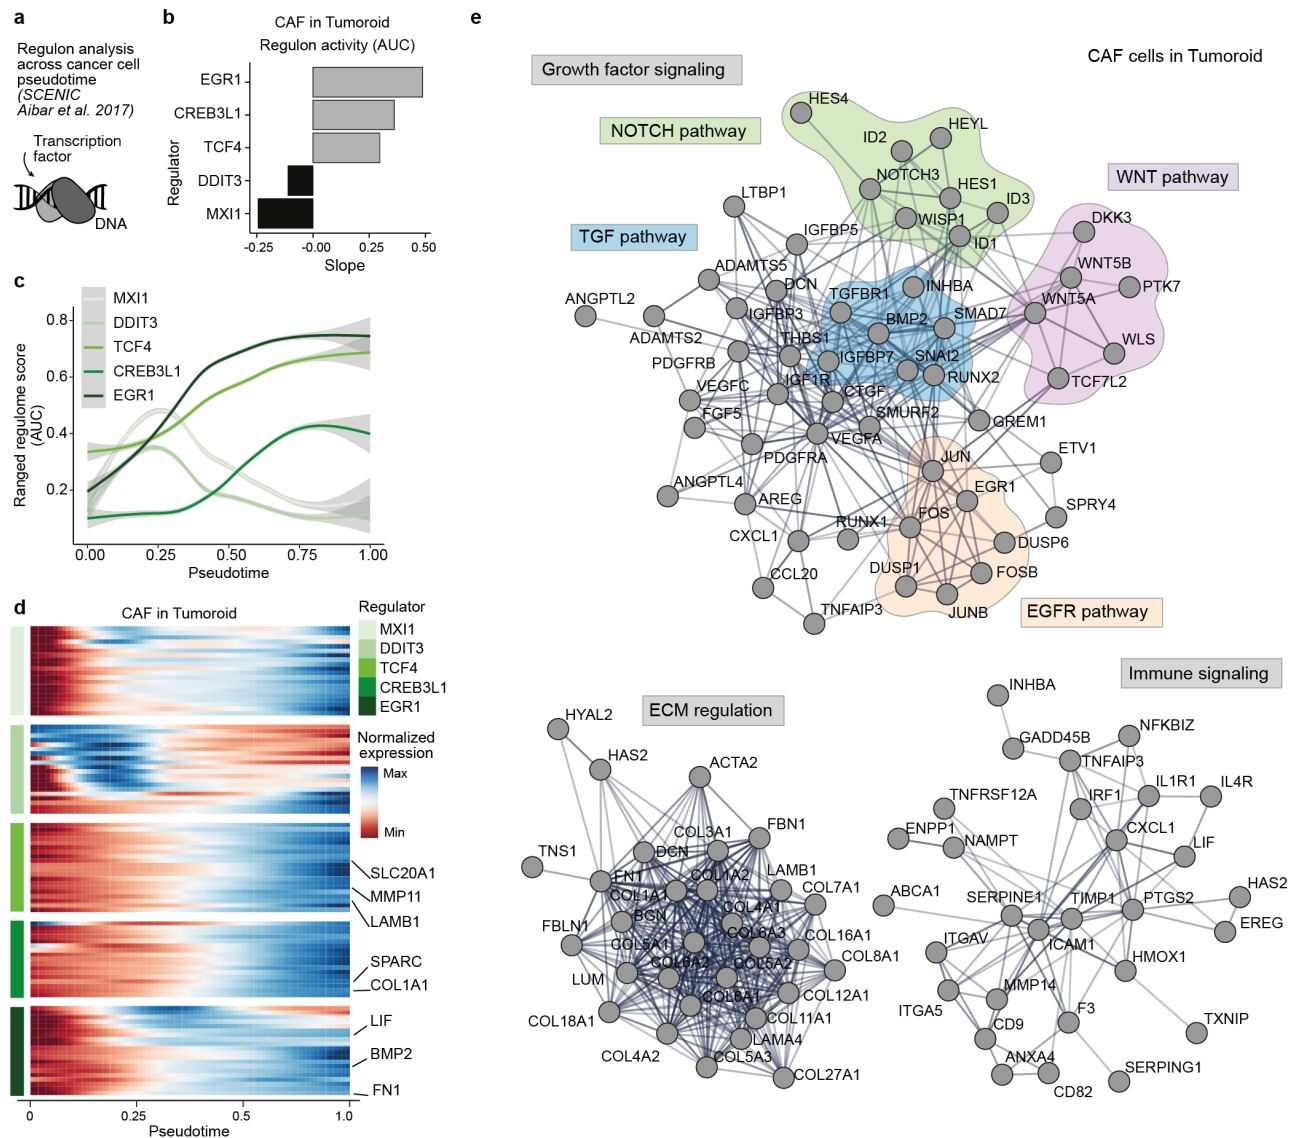 a
Regulon analysis
across cancer cell
pseudotime
(SCENIC
Aibar et al. 2017)
Transcription
factor
DNA
b
CAF in Tumoroid
Regulon activity (AUC)
Regulator
EGR1
CREB3L1
TCF4
DDIT3
MXI1
-0.25
-0.00
0.25
0.50
Slope
c
MXI1
DDIT3
TCF4
CREB3L1
EGR1
Ranged regulome score
(AUC)
0.8
0.6
0.4
0.2
0.00
0.25
0.50
0.75
1.00
Pseudotime
d
CAF in Tumoroid
Regulator
MXI1
DDIT3
TCF4
CREB3L1
EGR1
Normalized
expression
Max
Min
SLC20A1
MMP11
LAMB1
SPARC
COL1A1
LIF
BMP2
FN1
0
0.25
0.5
1.0
Pseudotime
e
CAF cells in Tumoroid
Growth factor signaling
NOTCH pathway
WNT pathway
TGF pathway
EGFR pathway
HES4
HEYL
ID2
NOTCH3
HES1
ID3
WISP1
ID1
LTBP1
IGFBP5
DKK3
WNT5B
PTK7
WNT5A
WLS
TCF7L2
ADAMTS5
DCN
ANGPTL2
IGFBP3
ADAMTS2
TGFBR1
INHBA
BMP2
SMAD7
THBS1
IGFBP7
SNAI2
RUNX2
PDGFRB
VEGFC
IGF1R
CTGF
FGF5
SMURF2
GREM1
VEGFA
PDGFRA
JUN
ETV1
ANGPTL4
AREG
EGR1
SPRY4
FOS
RUNX1
CXCL1
DUSP6
DUSP1
FOSB
CCL20
TNFAIP3
JUNB
ECM regulation
HYAL2
HAS2
ACTA2
FBN1
COL3A1
DCN
TNS1
FN1
COL1A2
LAMB1
COL1A1
COL7A1
BGN
COL4A1
FBLN1
COL5A1
COL6A3
COL16A1
COL6A2
COL5A2
COL8A1
LUM
COL6A1
COL12A1
COL18A1
COL11A1
LAMA4
COL4A2
COL5A3
COL27A1
Immune signaling
INHBA
GADD45B
NFKBIZ
TNFAIP3
IL1R1
IL4R
TNFRSF12A
IRF1
ENPP1
NAMPT
CXCL1
LIF
ABCA1
SERPINE1
TIMP1
PTGS2
HAS2
EREG
ITGAV
ICAM1
HMOX1
ITGA5
MMP14
CD9
F3
TXNIP
ANXA4
CD82
SERPING1